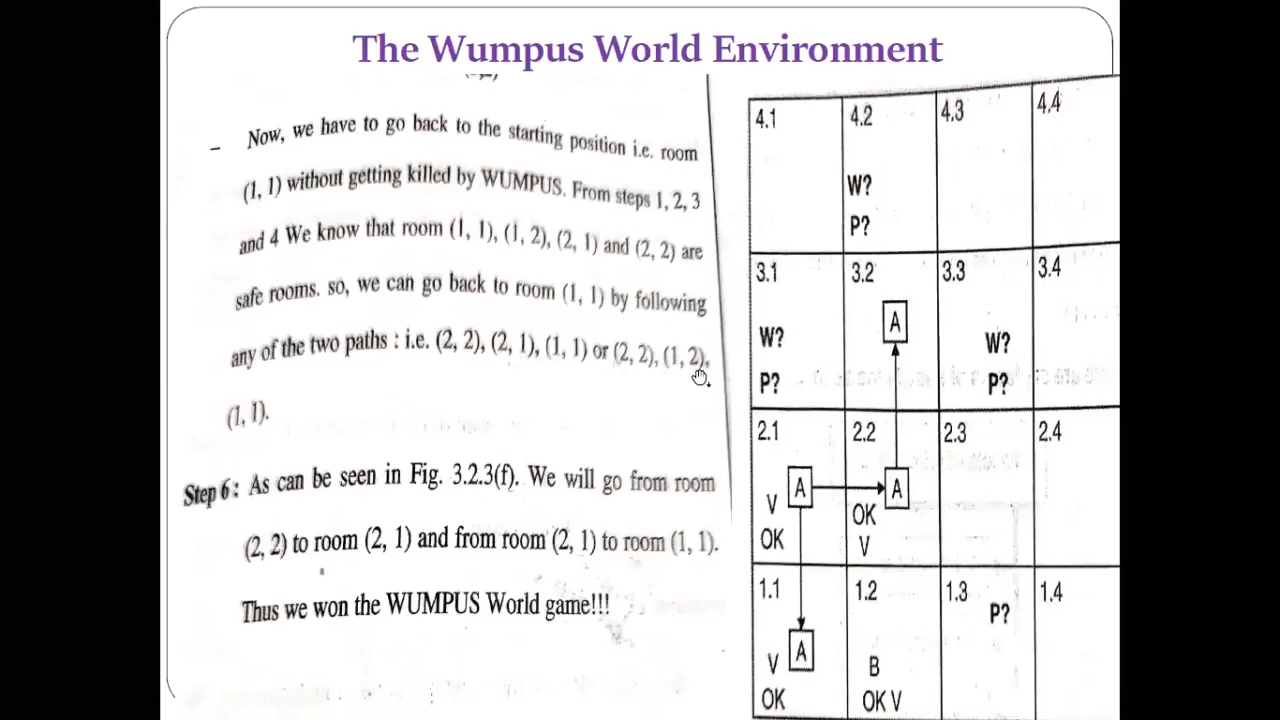 The Wumpus World Environment
– Now, we have to go back to the starting position i.e. room
(1, 1) without getting killed by WUMPUS. From steps 1, 2, 3
and 4 We know that room (1, 1), (1, 2), (2, 1) and (2, 2) are
safe rooms. so, we can go back to room (1, 1) by following
any of the two paths : i.e. (2, 2), (2, 1), (1, 1) or (2, 2), (1, 2),
(1, 1).
Step 6 : As can be seen in Fig. 3.2.3(f). We will go from room
(2, 2) to room (2, 1) and from room (2, 1) to room (1, 1).
Thus we won the WUMPUS World game!!!
4.1
4.2
W?
P?
4.3
4.4
3.1
W?
P?
3.2
A
3.3
W?
P?
3.4
2.1
A
V
OK
2.2
A
OK
V
2.3
2.4
1.1
A
V
OK
1.2
B
OK V
1.3
P?
1.4